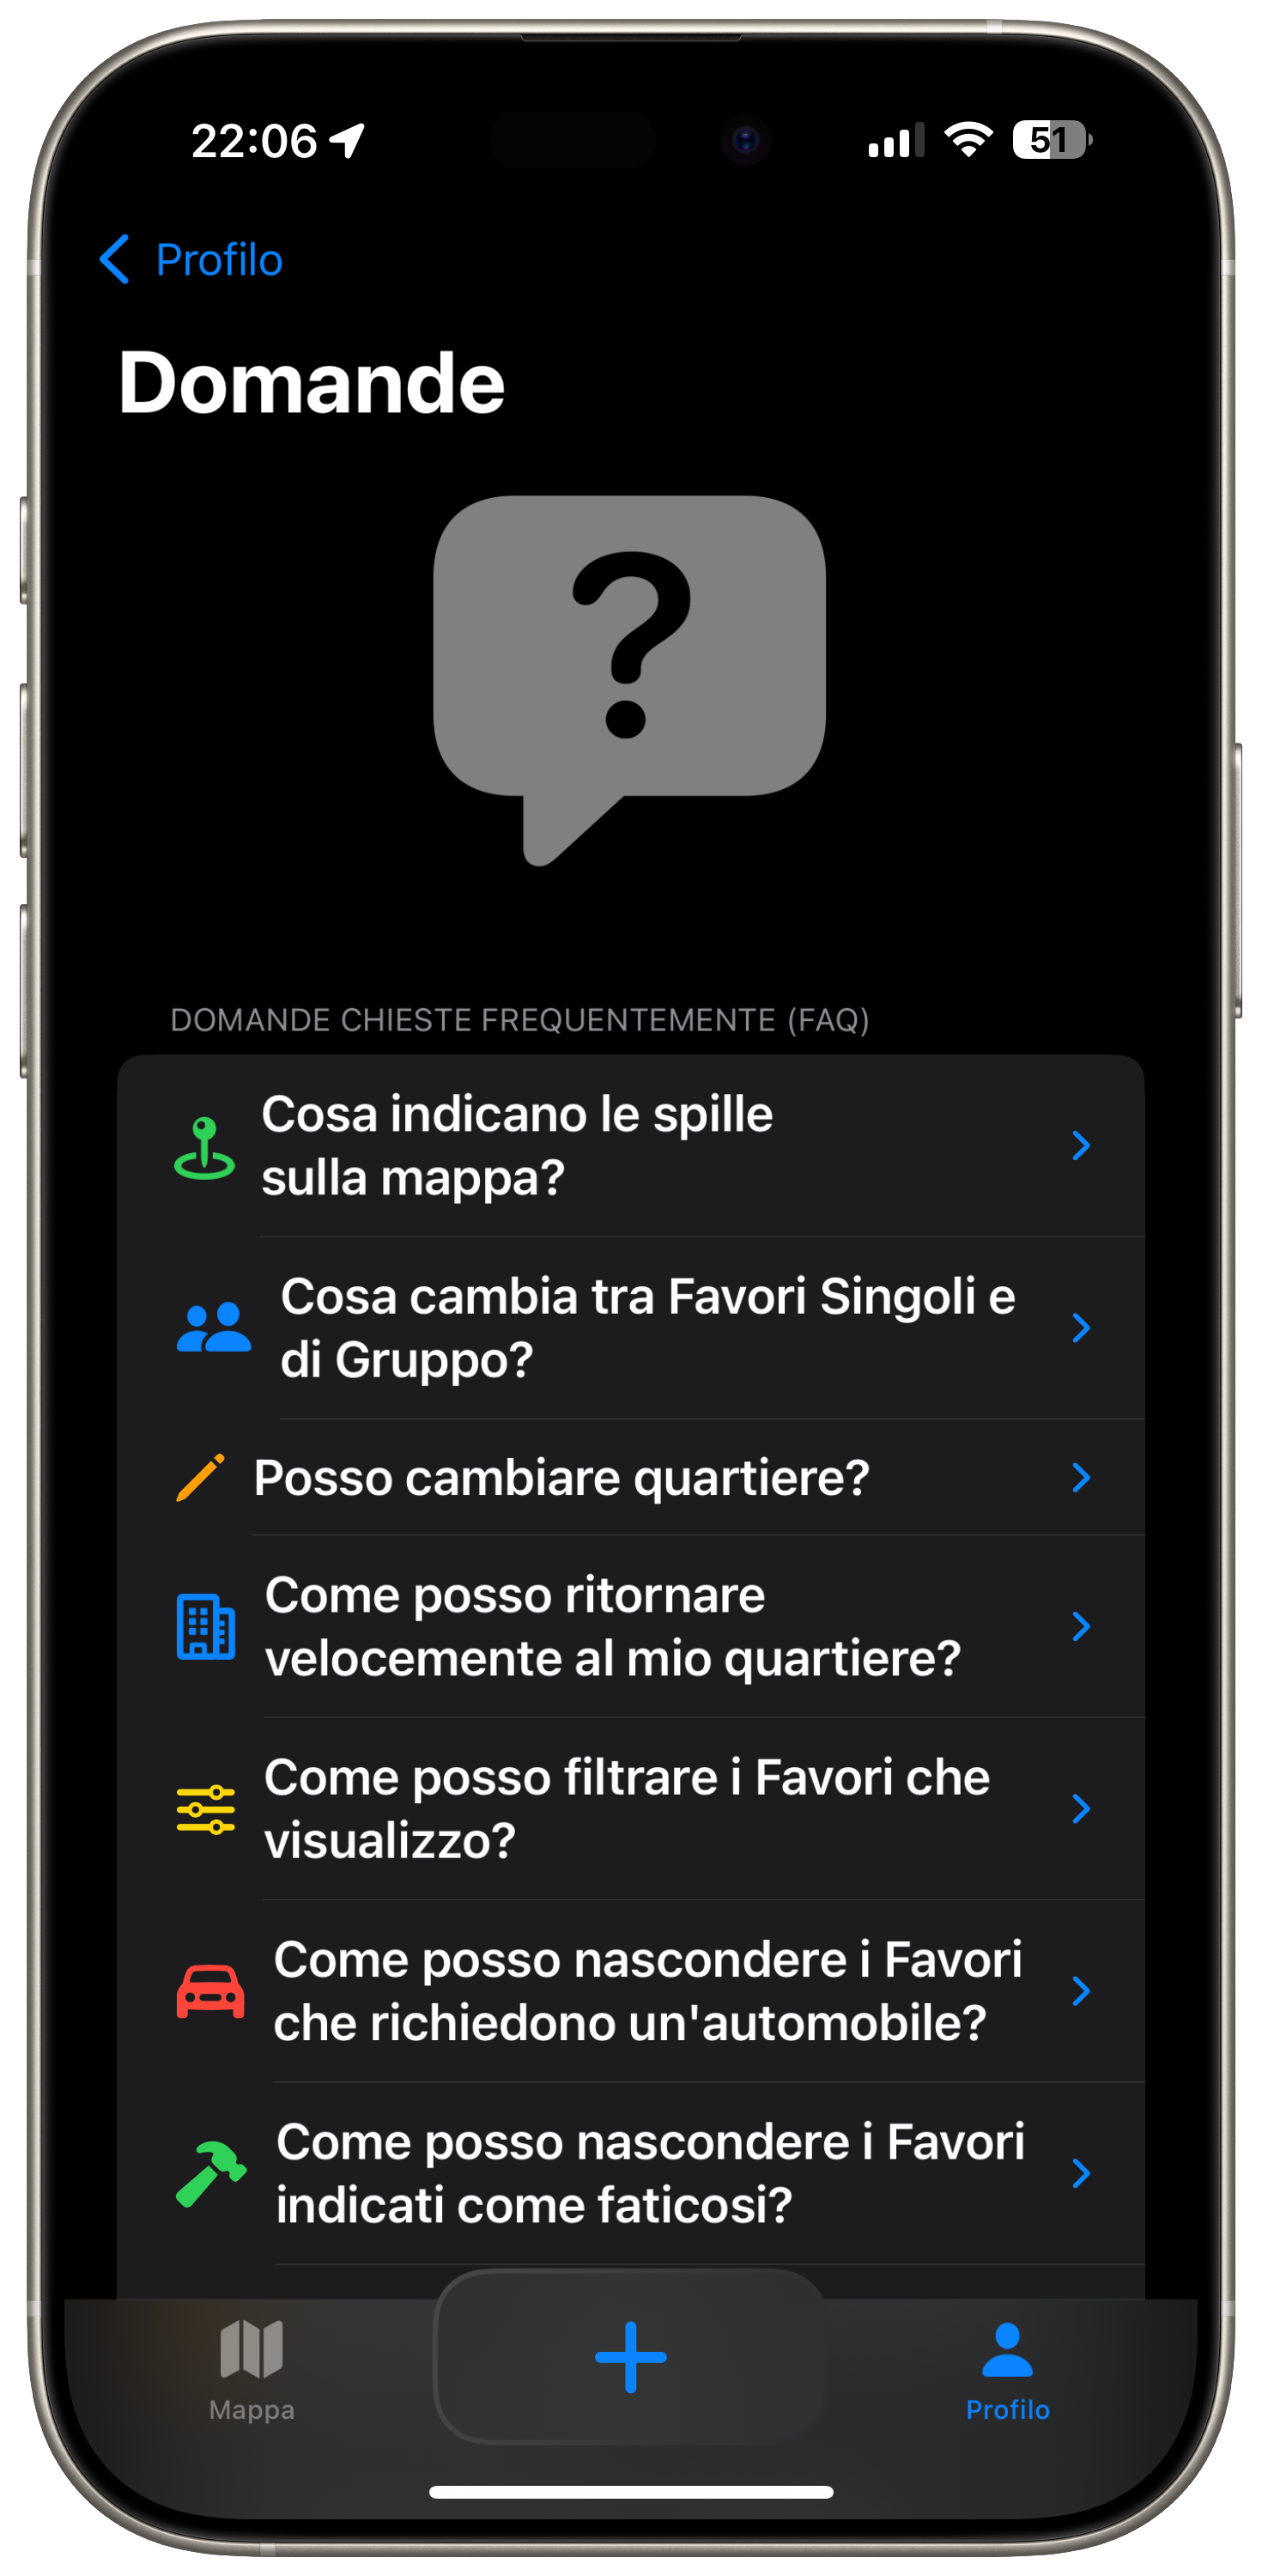 22:06
51
Profilo
Domande
?
DOMANDE CHIESTE FREQUENTEMENTE (FAQ)
Cosa indicano le spille
sulla mappa?
Cosa cambia tra Favori Singoli e
di Gruppo?
Posso cambiare quartiere?
Come posso ritornare
velocemente al mio quartiere?
Come posso filtrare i Favori che
visualizzo?
Come posso nascondere i Favori
che richiedono un'automobile?
Come posso nascondere i Favori
indicati come faticosi?
Mappa
Profilo